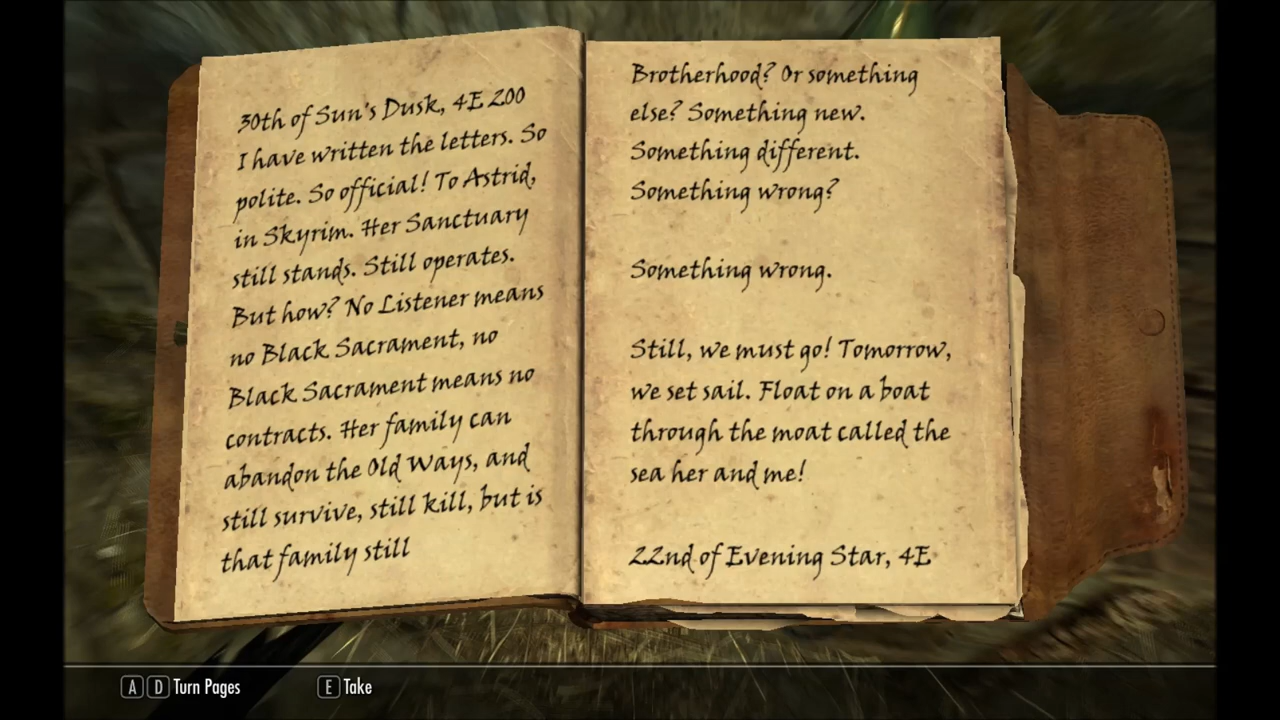 30th of Sun's Dusk, 4E 200
I have written the letters. So
polite. So official! To Astrid,
in Skyrim. Her Sanctuary
still stands. Still operates.
But how? No Listener means
no Black Sacrament, no
Black Sacrament means no
contracts. Her family can
abandon the Old Ways, and
still survive, still kill, but is
that family still
Brotherhood? Or something
else? Something new.
Something different.
Something wrong?
Something wrong.
Still, we must go! Tomorrow,
we set sail. Float on a boat
through the moat called the
sea her and me!
22nd of Evening Star, 4E
A D Turn Pages
E Take